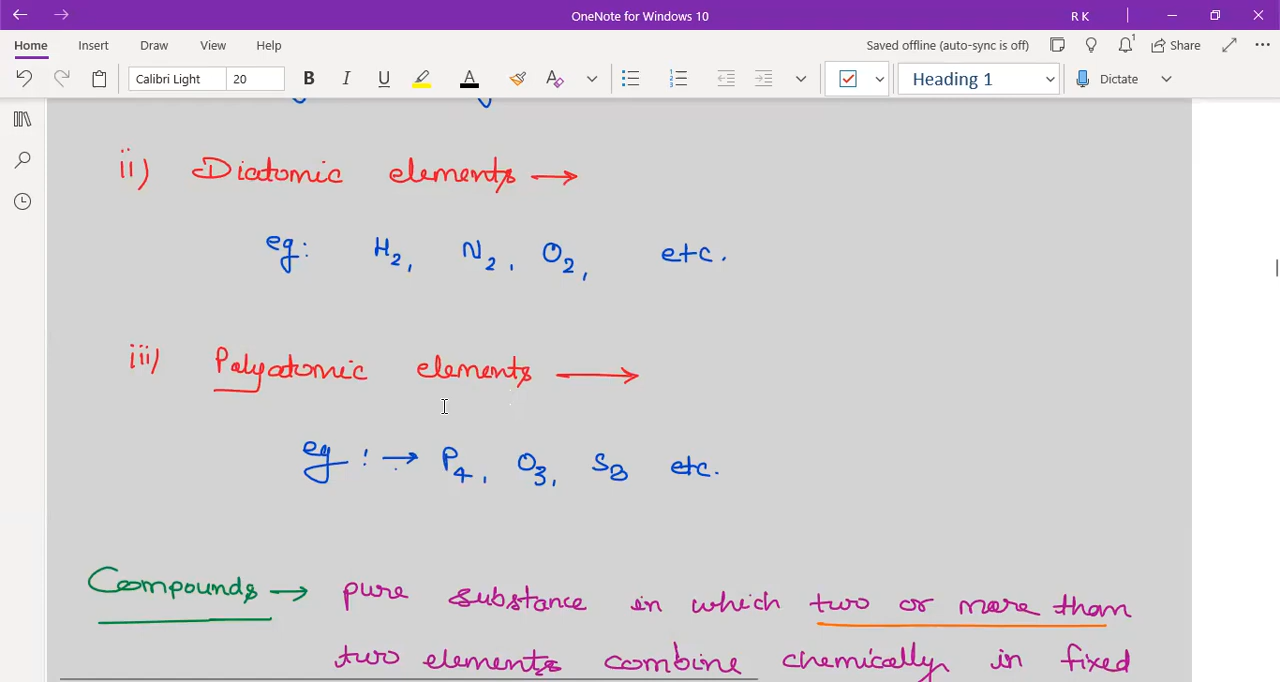 OneNote for Windows 10
R K
Home Insert Draw View Help
Saved offline (auto-sync is off)
1
Share
Calibri Light 20 B I U A A
Heading 1
Dictate
ii) Diatomic elements →
eg: H2, N2, O2, etc.
iii) Polyatomic elements →
eg : → P4, O3, S8 etc.
Compounds → pure substance in which two or more than
two elements combine chemically in fixed